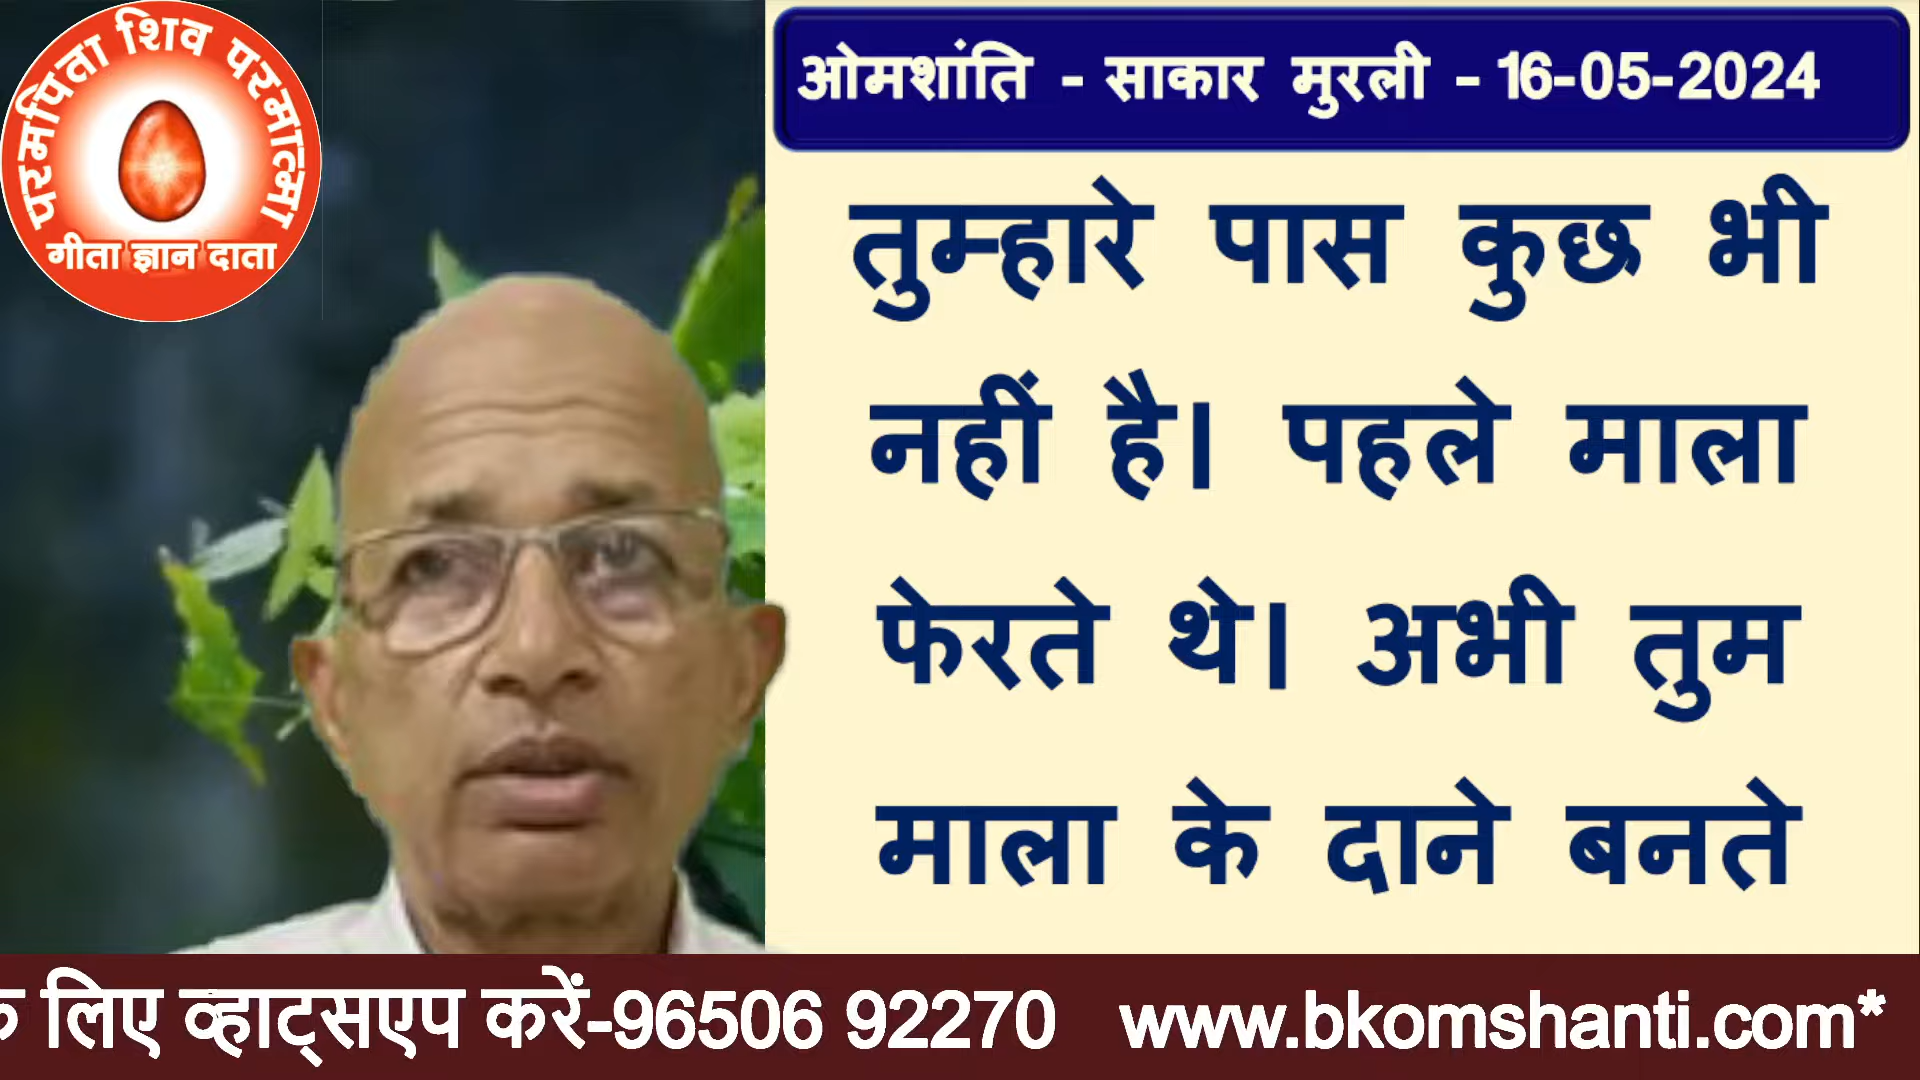 परमपिता शिव परमात्मा
गीता ज्ञान दाता
ओमशांति - साकार मुरली - 16-05-2024
तुम्हारे पास कुछ भी
नहीं है। पहले माला
फेरते थे। अभी तुम
माला के दाने बनते
लिए व्हाट्सएप करें-96506 92270 www.bkomshanti.com*